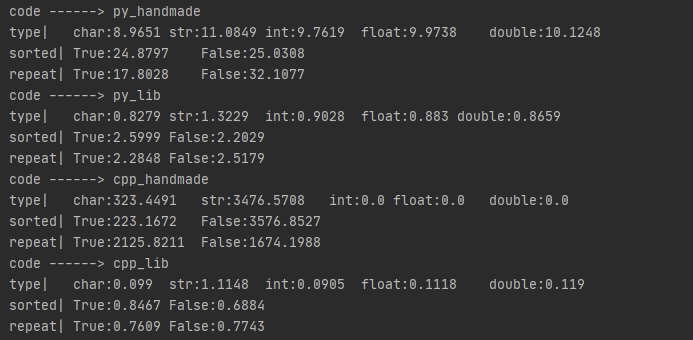 code ------> py_handmade
type|   char:8.9651 str:11.0849 int:9.7619  float:9.9738    double:10.1248
sorted| True:24.8797    False:25.0308
repeat| True:17.8028    False:32.1077
code ------> py_lib
type|   char:0.8279 str:1.3229  int:0.9028  float:0.883 double:0.8659
sorted| True:2.5999 False:2.2029
repeat| True:2.2848 False:2.5179
code ------> cpp_handmade
type|   char:323.4491   str:3476.5708   int:0.0 float:0.0   double:0.0
sorted| True:223.1672   False:3576.8527
repeat| True:2125.8211  False:1674.1988
code ------> cpp_lib
type|   char:0.099  str:1.1148  int:0.0905  float:0.1118    double:0.119
sorted| True:0.8467 False:0.6884
repeat| True:0.7609 False:0.7743